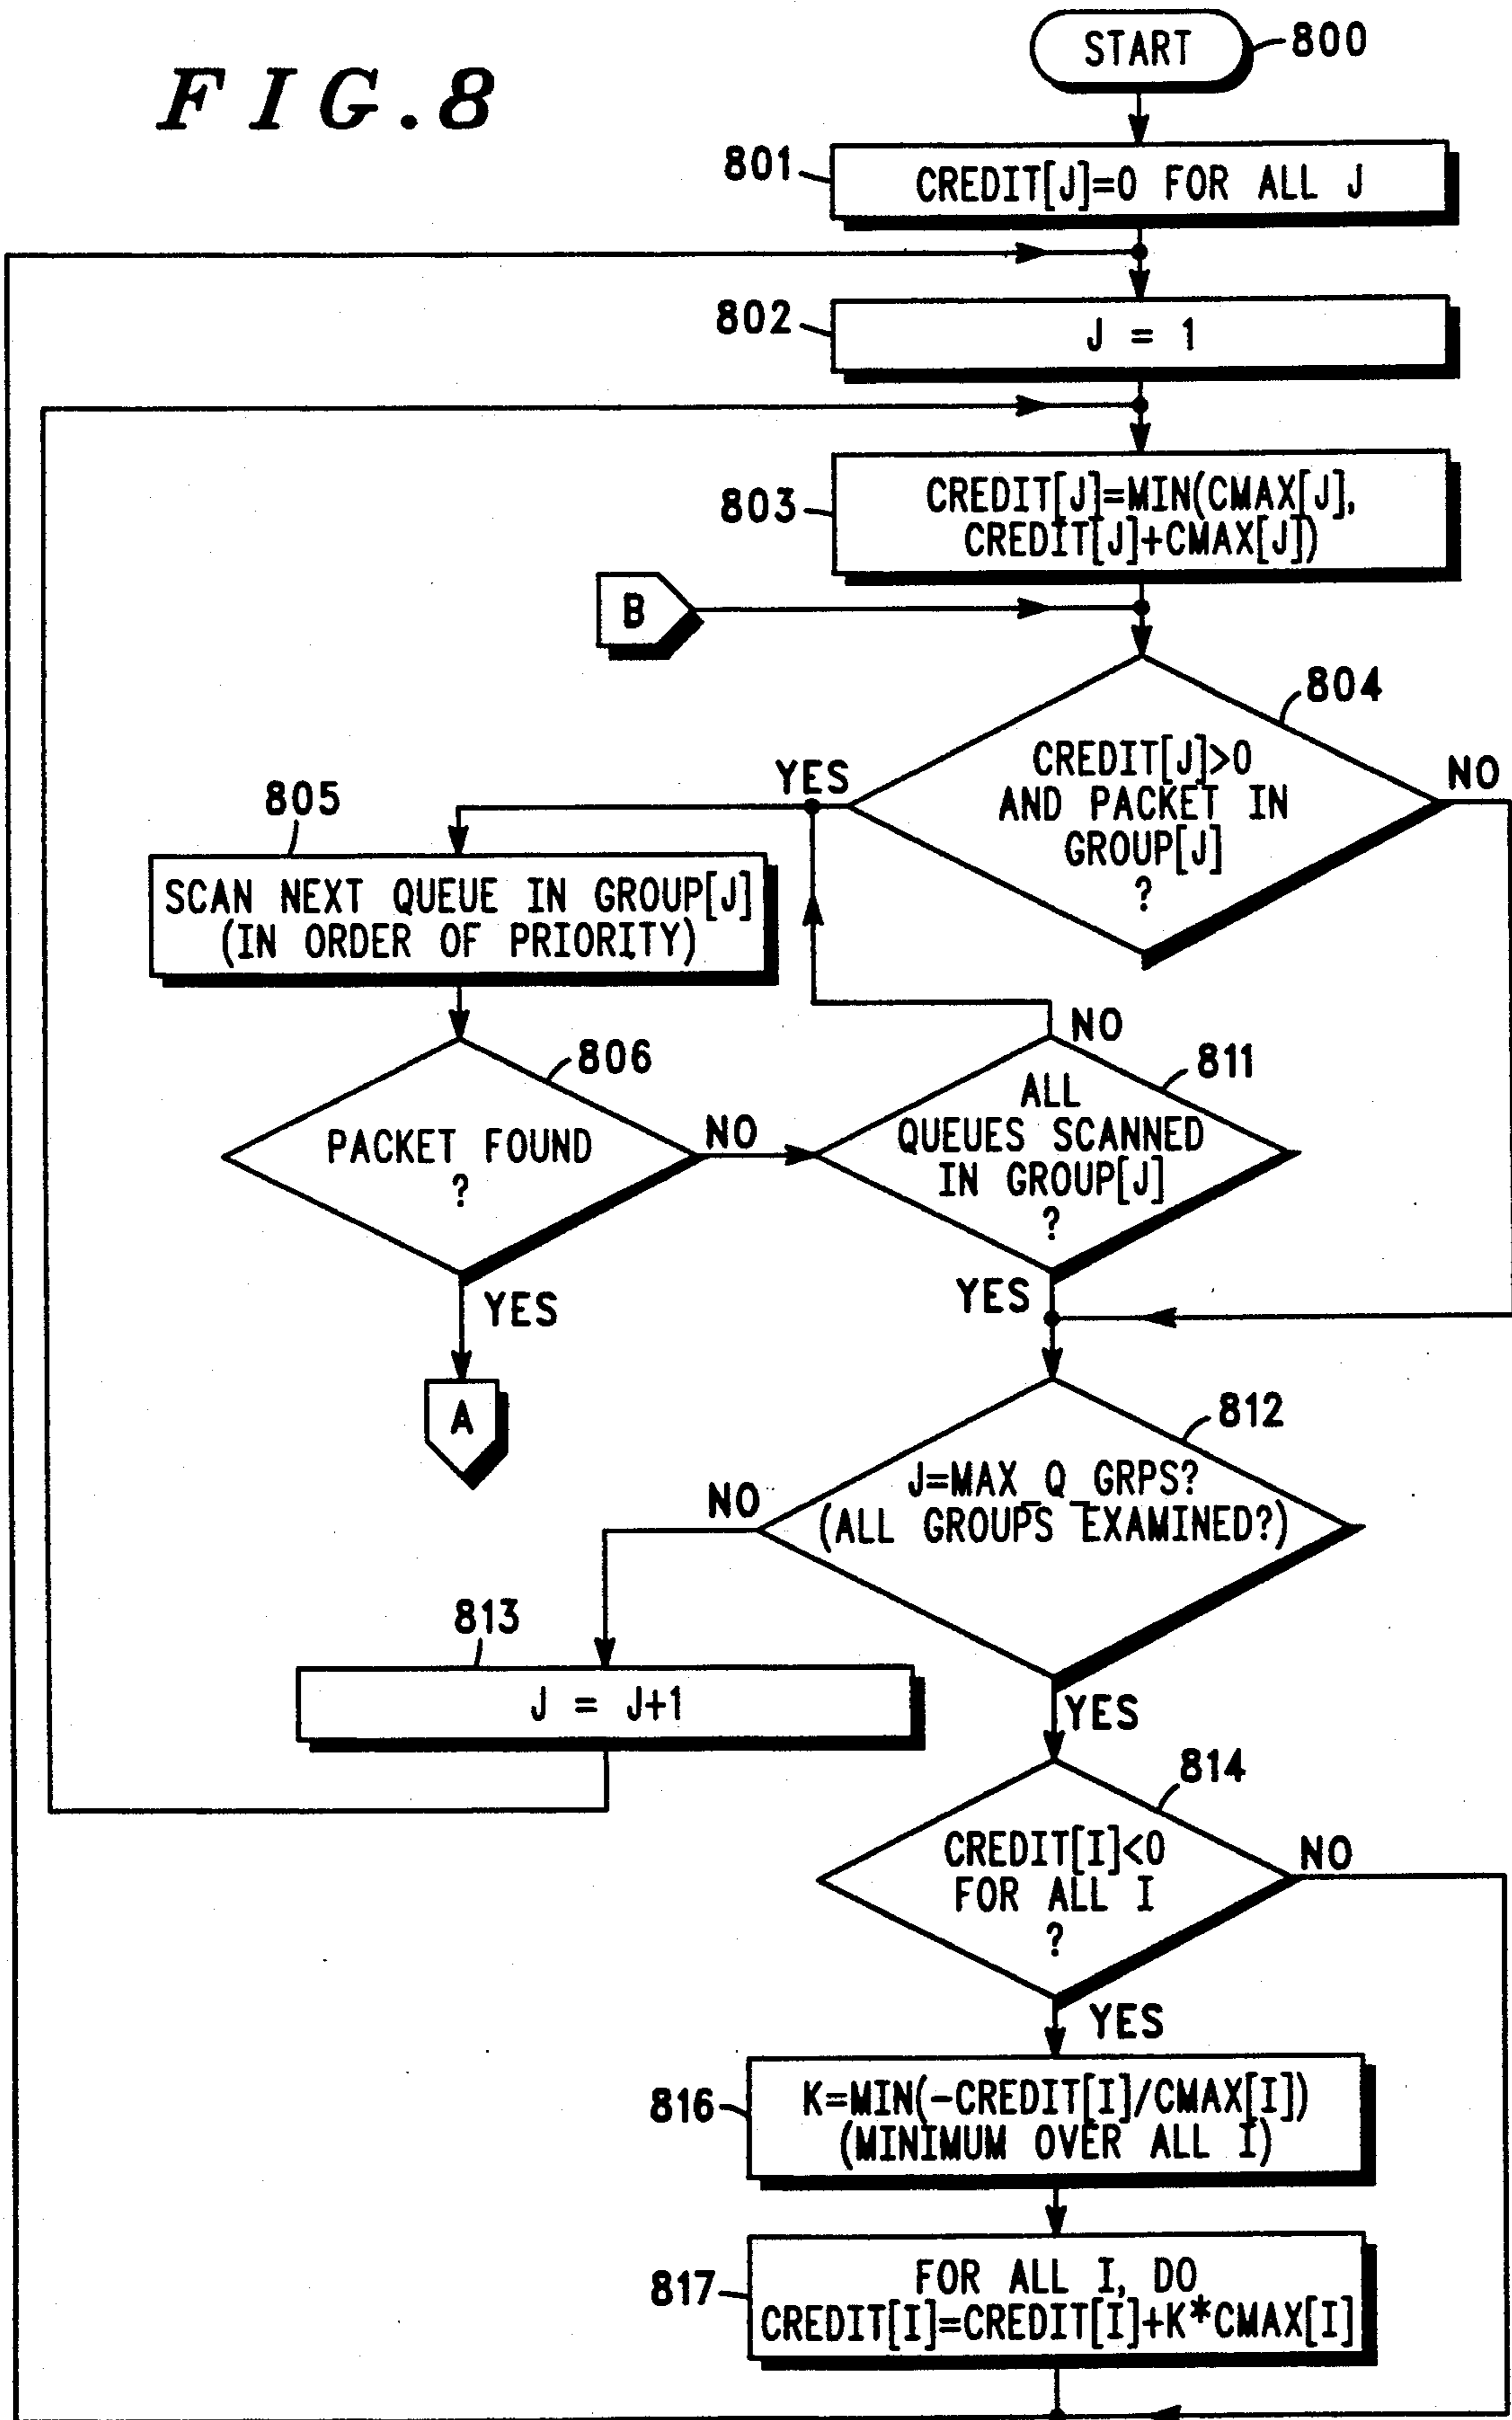 FIG.8
START
800
801
CREDIT[J]=0 FOR ALL J
802
J = 1
803
CREDIT[J]=MIN(CMAX[J],
CREDIT[J]+CMAX[J])
B
804
CREDIT[J]>0
AND PACKET IN
GROUP[J]
?
YES
NO
805
SCAN NEXT QUEUE IN GROUP[J]
(IN ORDER OF PRIORITY)
806
PACKET FOUND
?
NO
YES
A
811
NO
ALL
QUEUES SCANNED
IN GROUP[J]
?
YES
812
J=MAX_Q_GRPS?
(ALL GROUPS EXAMINED?)
NO
YES
813
J = J+1
814
CREDIT[I]<0
FOR ALL I
?
NO
YES
816
K=MIN(-CREDIT[I]/CMAX[I])
(MINIMUM OVER ALL I)
817
FOR ALL I, DO
CREDIT[I]=CREDIT[I]+K*CMAX[I]